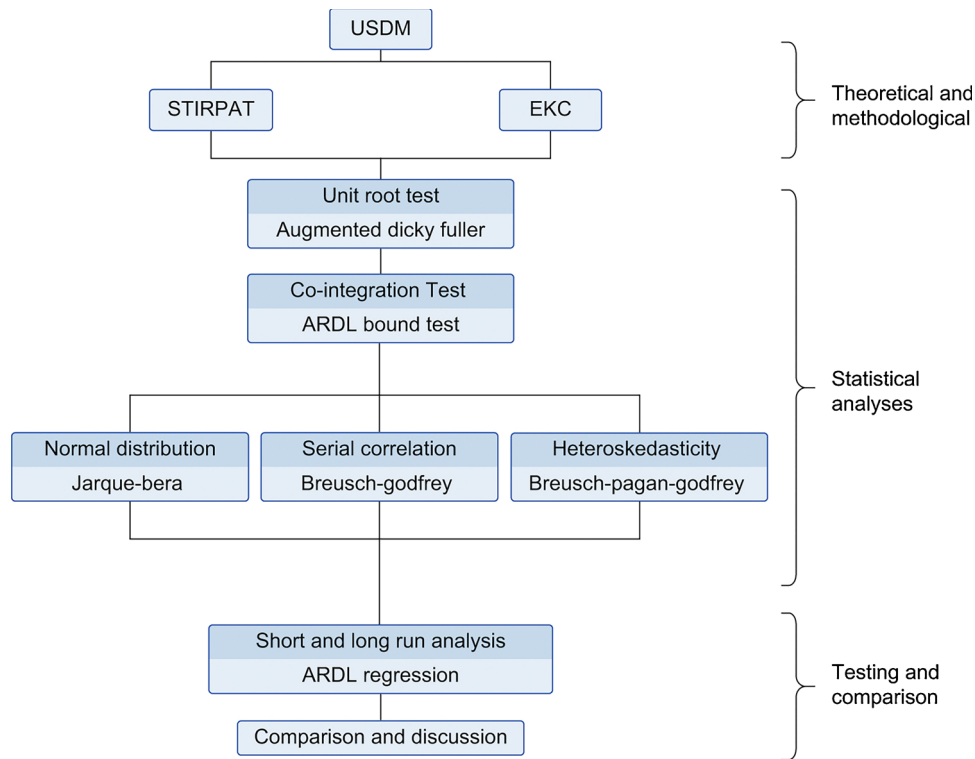 USDM
STIRPAT
EKC
Theoretical and
methodological
Unit root test
Augmented dicky fuller
Co-integration Test
ARDL bound test
Statistical
analyses
Normal distribution
Jarque-bera
Serial correlation
Breusch-godfrey
Heteroskedasticity
Breusch-pagan-godfrey
Short and long run analysis
ARDL regression
Testing and
comparison
Comparison and discussion